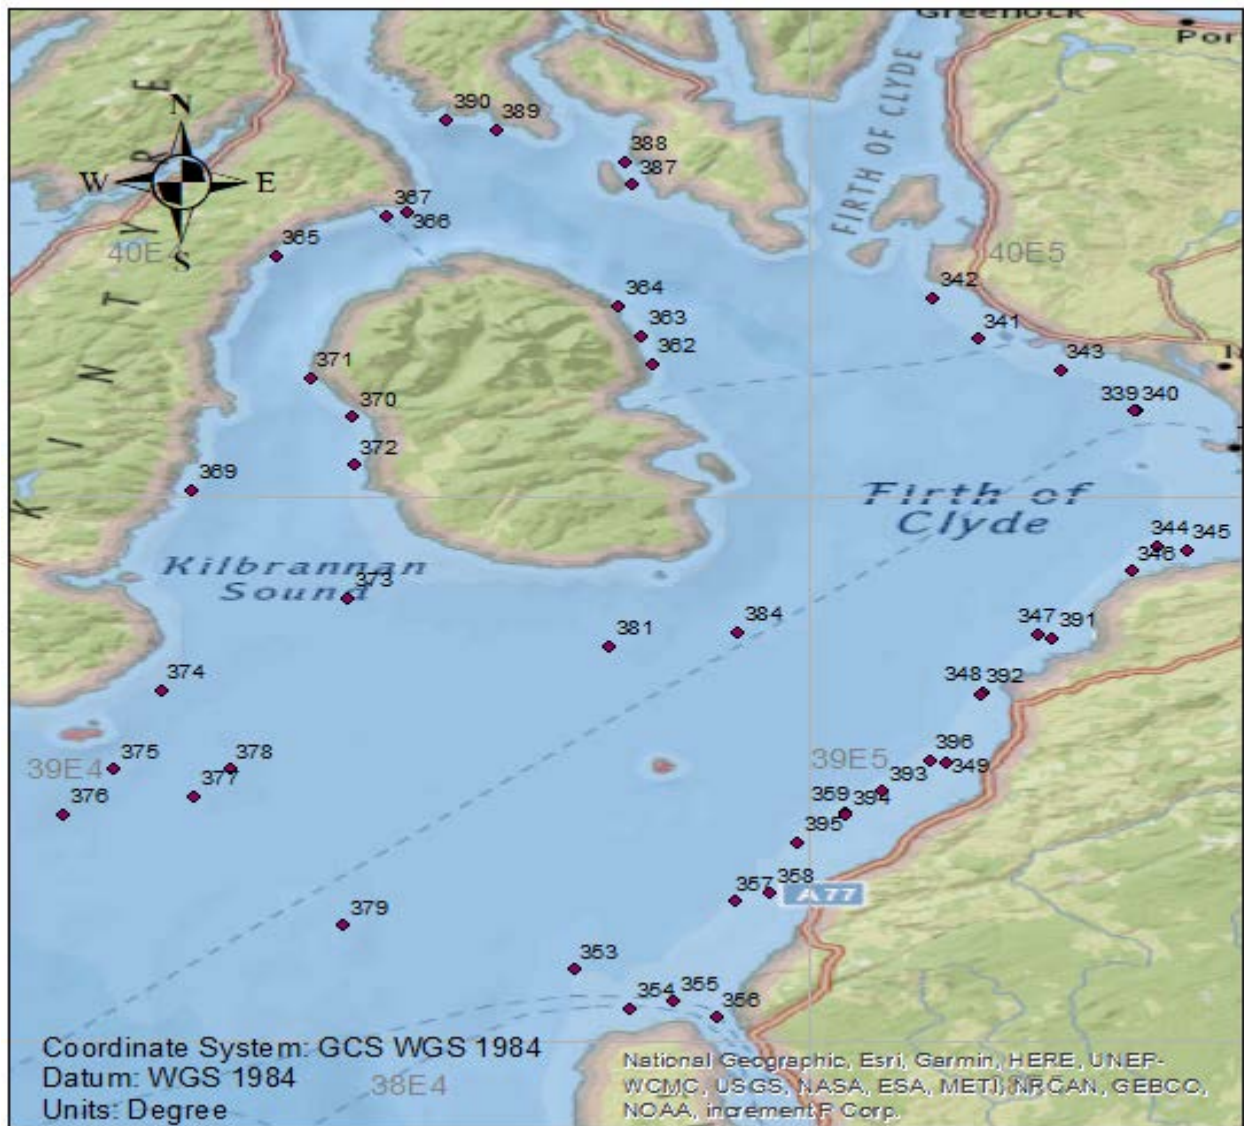 Greenock
Por
FIRTH OF CLYDE
390
389
388
387
N
W E
S
KINTYRE
367
366
365
40E4
40E5
342
364
363
341
362
343
371
370
339 340
372
369
Firth of
Clyde
344
345
346
Kilbrannan
Sound
373
384
381
347
391
374
348 392
375
378
39E4
39E5
396
349
393
377
376
359
394
395
357
358
A77
379
353
354
355
356
Coordinate System: GCS WGS 1984
Datum: WGS 1984
Units: Degree
38E4
National Geographic, Esri, Garmin, HERE, UNEP-
WCMC, USGS, NASA, ESA, METI, NRCAN, GEBCO,
NOAA, increment P Corp.